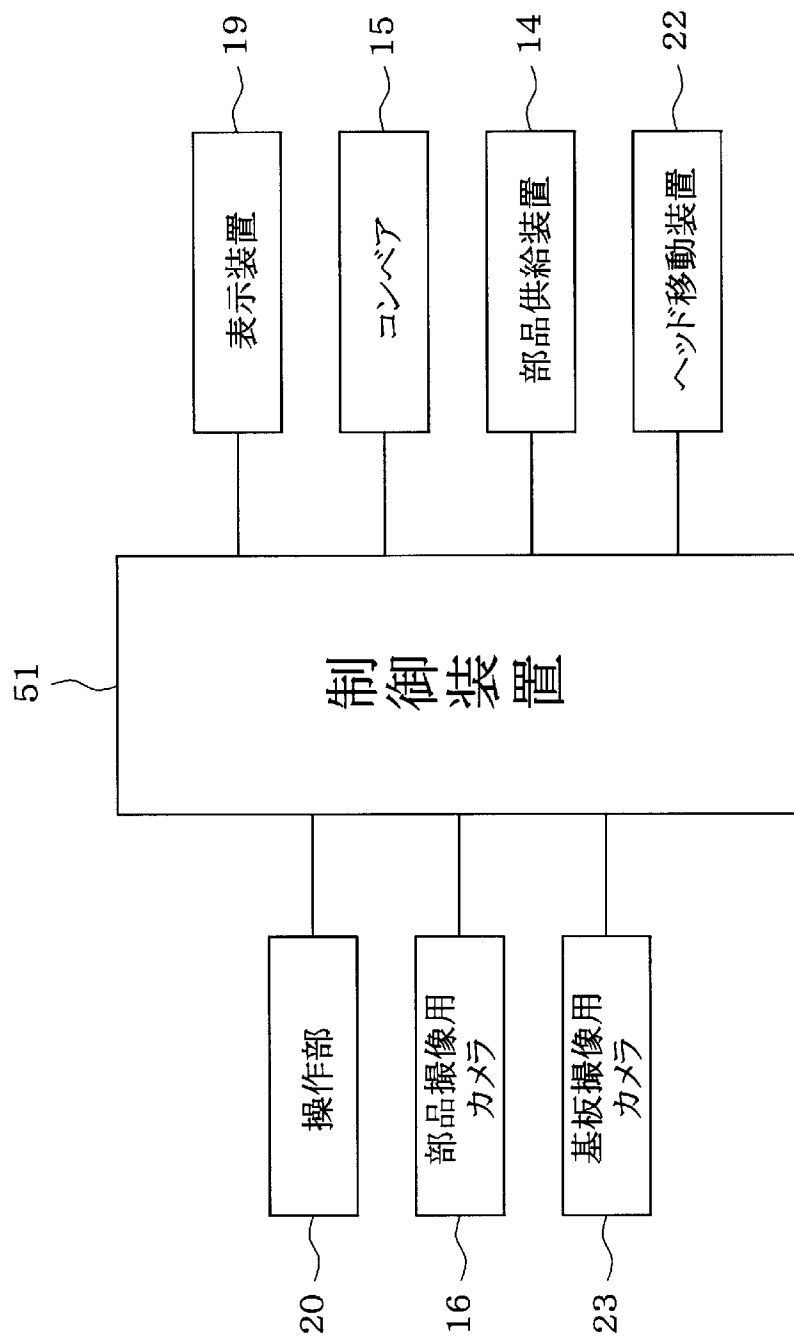 51
制御装置
20
操作部
16
部品撮像用
カメラ
23
基板撮像用
カメラ
表示装置
19
コンベア
15
部品供給装置
14
ヘッド移動装置
22